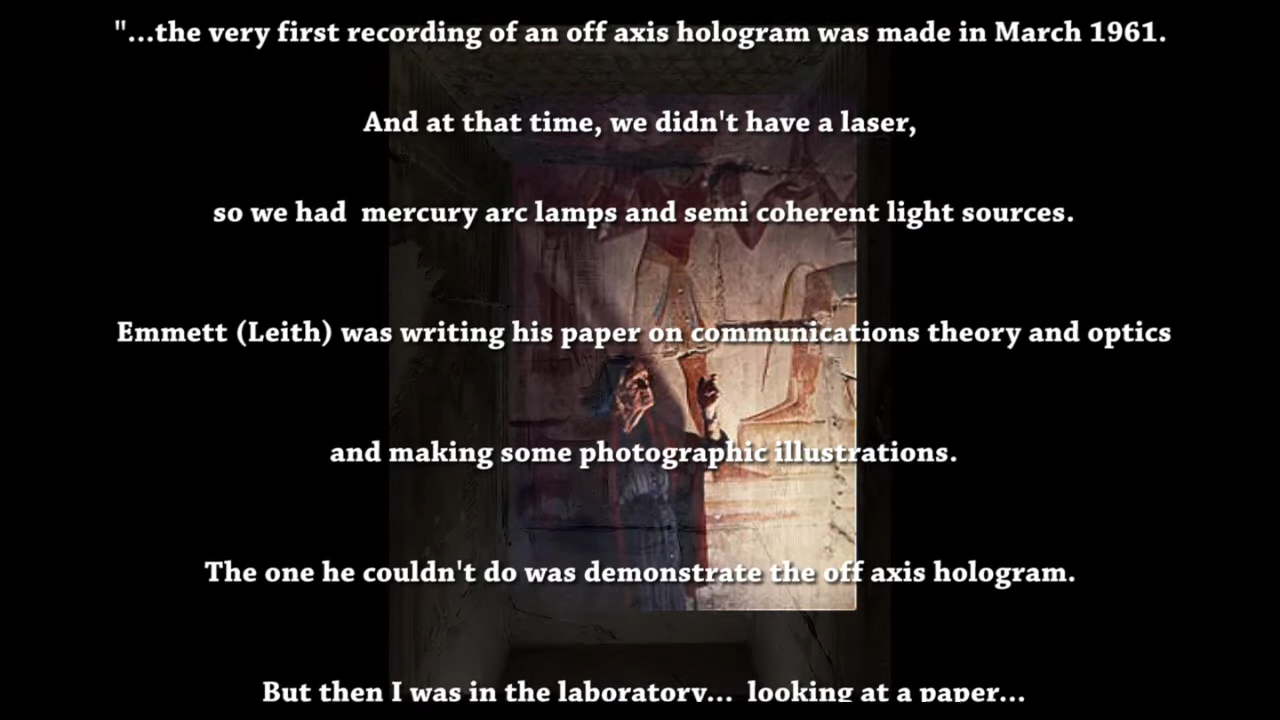 "...the very first recording of an off axis hologram was made in March 1961.
And at that time, we didn't have a laser,
so we had  mercury arc lamps and semi coherent light sources.
Emmett (Leith) was writing his paper on communications theory and optics
and making some photographic illustrations.
The one he couldn't do was demonstrate the off axis hologram.
But then I was in the laboratory...  looking at a paper...